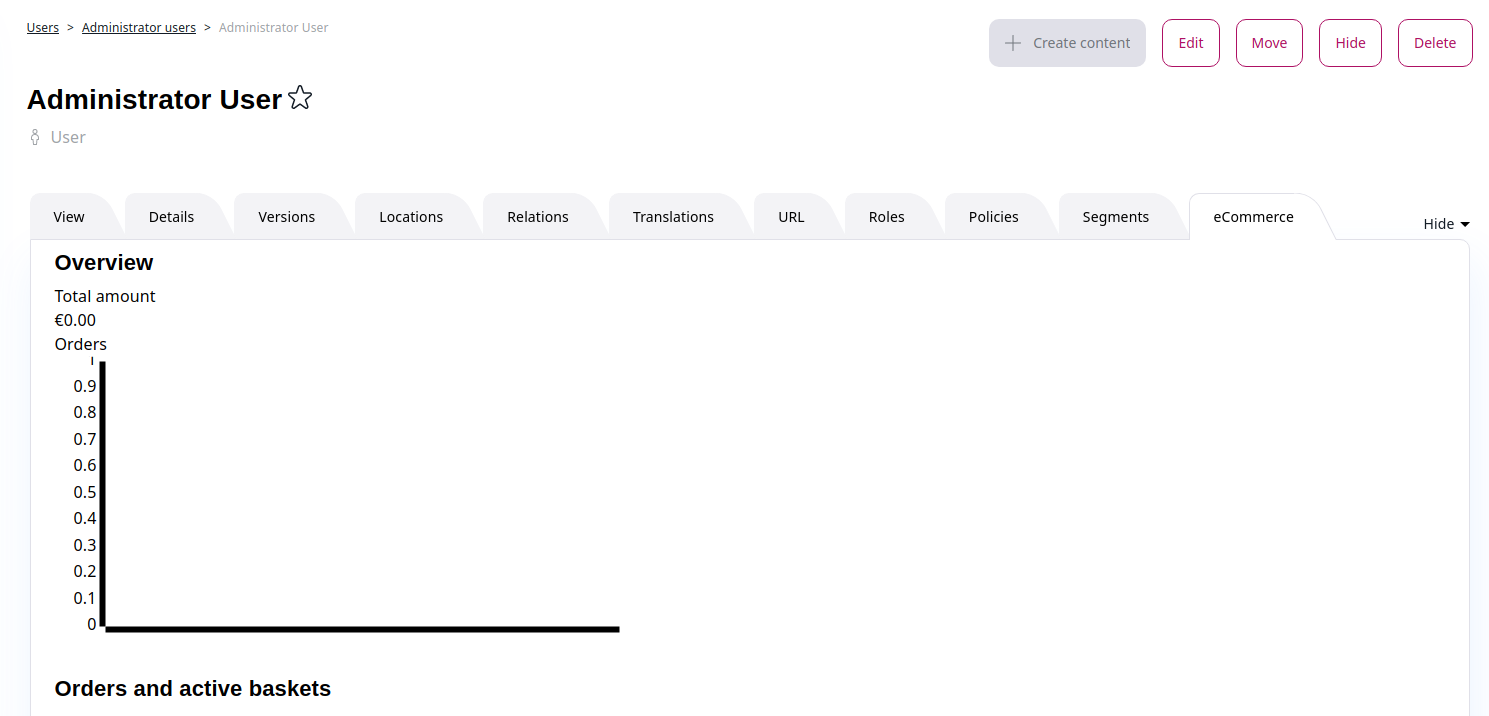 Users > Administrator users > Administrator User
Create content
Edit
Move
Hide
Delete
Administrator User
User
View
Details
Versions
Locations
Relations
Translations
URL
Roles
Policies
Segments
eCommerce
Hide
Overview
Total amount
€0.00
Orders
1
0.9
0.8
0.7
0.6
0.5
0.4
0.3
0.2
0.1
0
Orders and active baskets